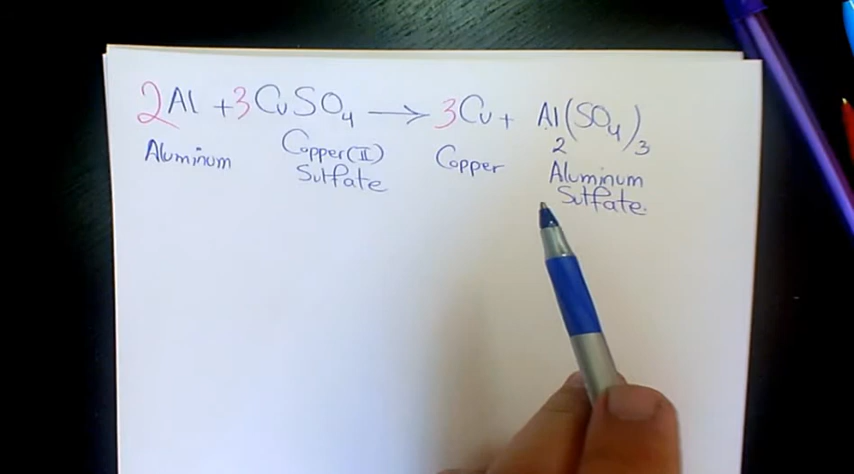 2Al + 3CuSO₄ → 3Cu + Al₂(SO₄)₃
Aluminum Copper(II) Copper Aluminum
Sulfate Sulfate.